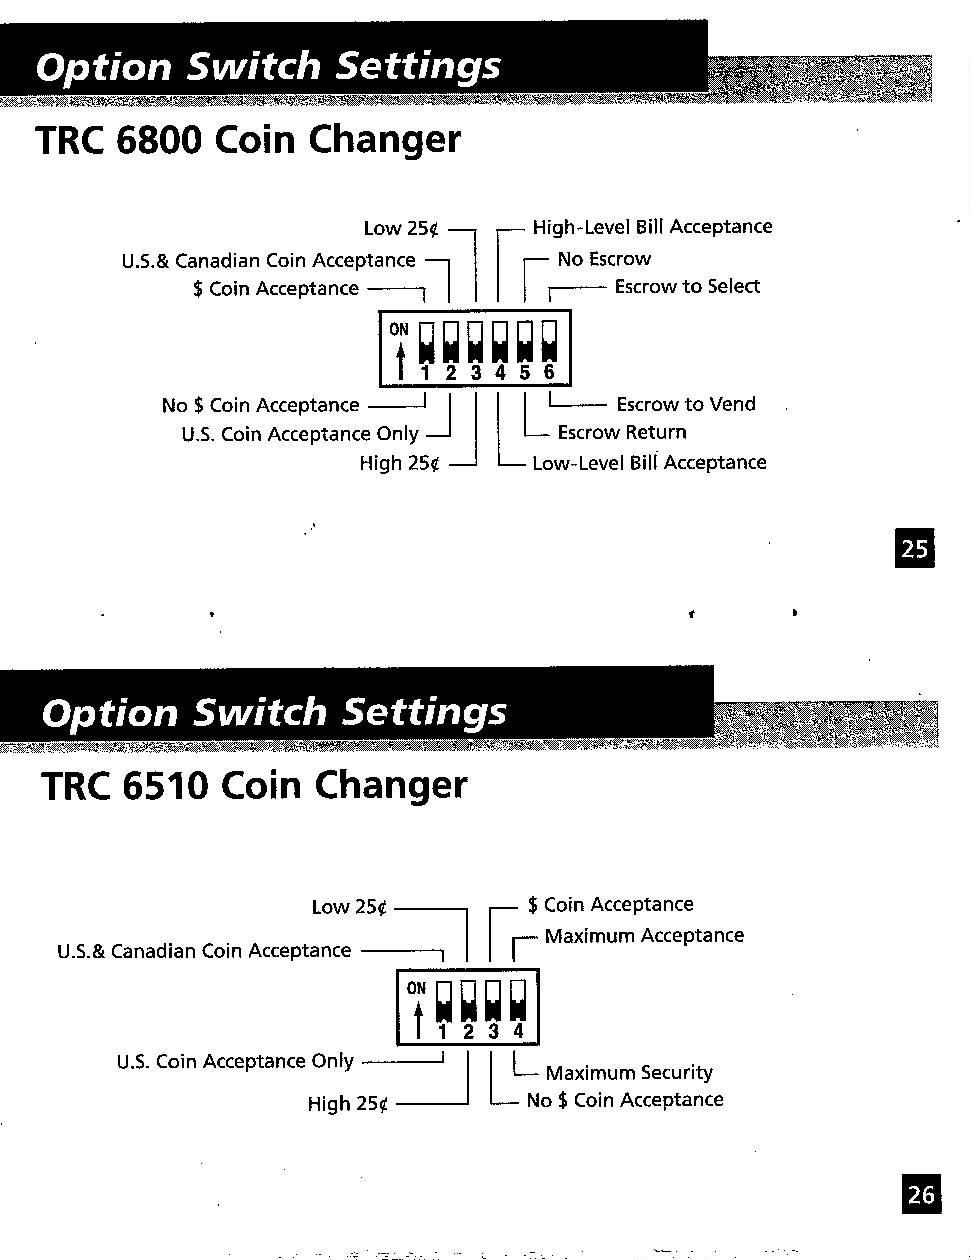 Option Switch Settings
TRC 6800 Coin Changer
Low 25¢
High-Level Bill Acceptance
U.S.& Canadian Coin Acceptance
No Escrow
$ Coin Acceptance
Escrow to Select
ON
1 2 3 4 5 6
No $ Coin Acceptance
Escrow to Vend
U.S. Coin Acceptance Only
Escrow Return
High 25¢
Low-Level Bill Acceptance
25
Option Switch Settings
TRC 6510 Coin Changer
Low 25¢
$ Coin Acceptance
U.S.& Canadian Coin Acceptance
Maximum Acceptance
ON
1 2 3 4
U.S. Coin Acceptance Only
Maximum Security
High 25¢
No $ Coin Acceptance
26